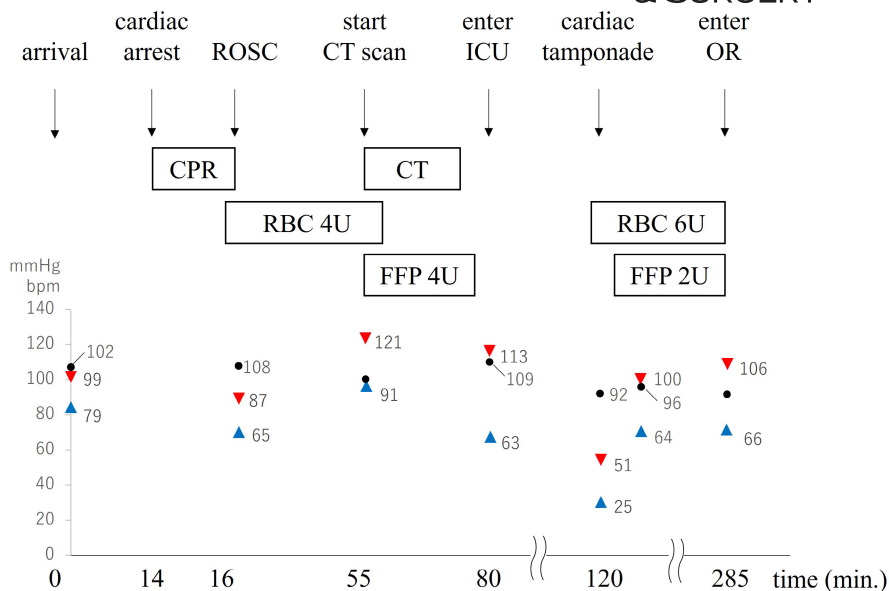 & SURGERY
arrival
cardiac
arrest
ROSC
start
CT scan
enter
ICU
cardiac
tamponade
enter
OR
CPR
CT
RBC 4U
RBC 6U
FFP 4U
FFP 2U
mmHg
bpm
140
120
100
80
60
40
20
0
102
99
79
108
87
65
121
91
113
109
63
92
51
25
100
96
64
106
66
0
14
16
55
80
120
285
time (min.)